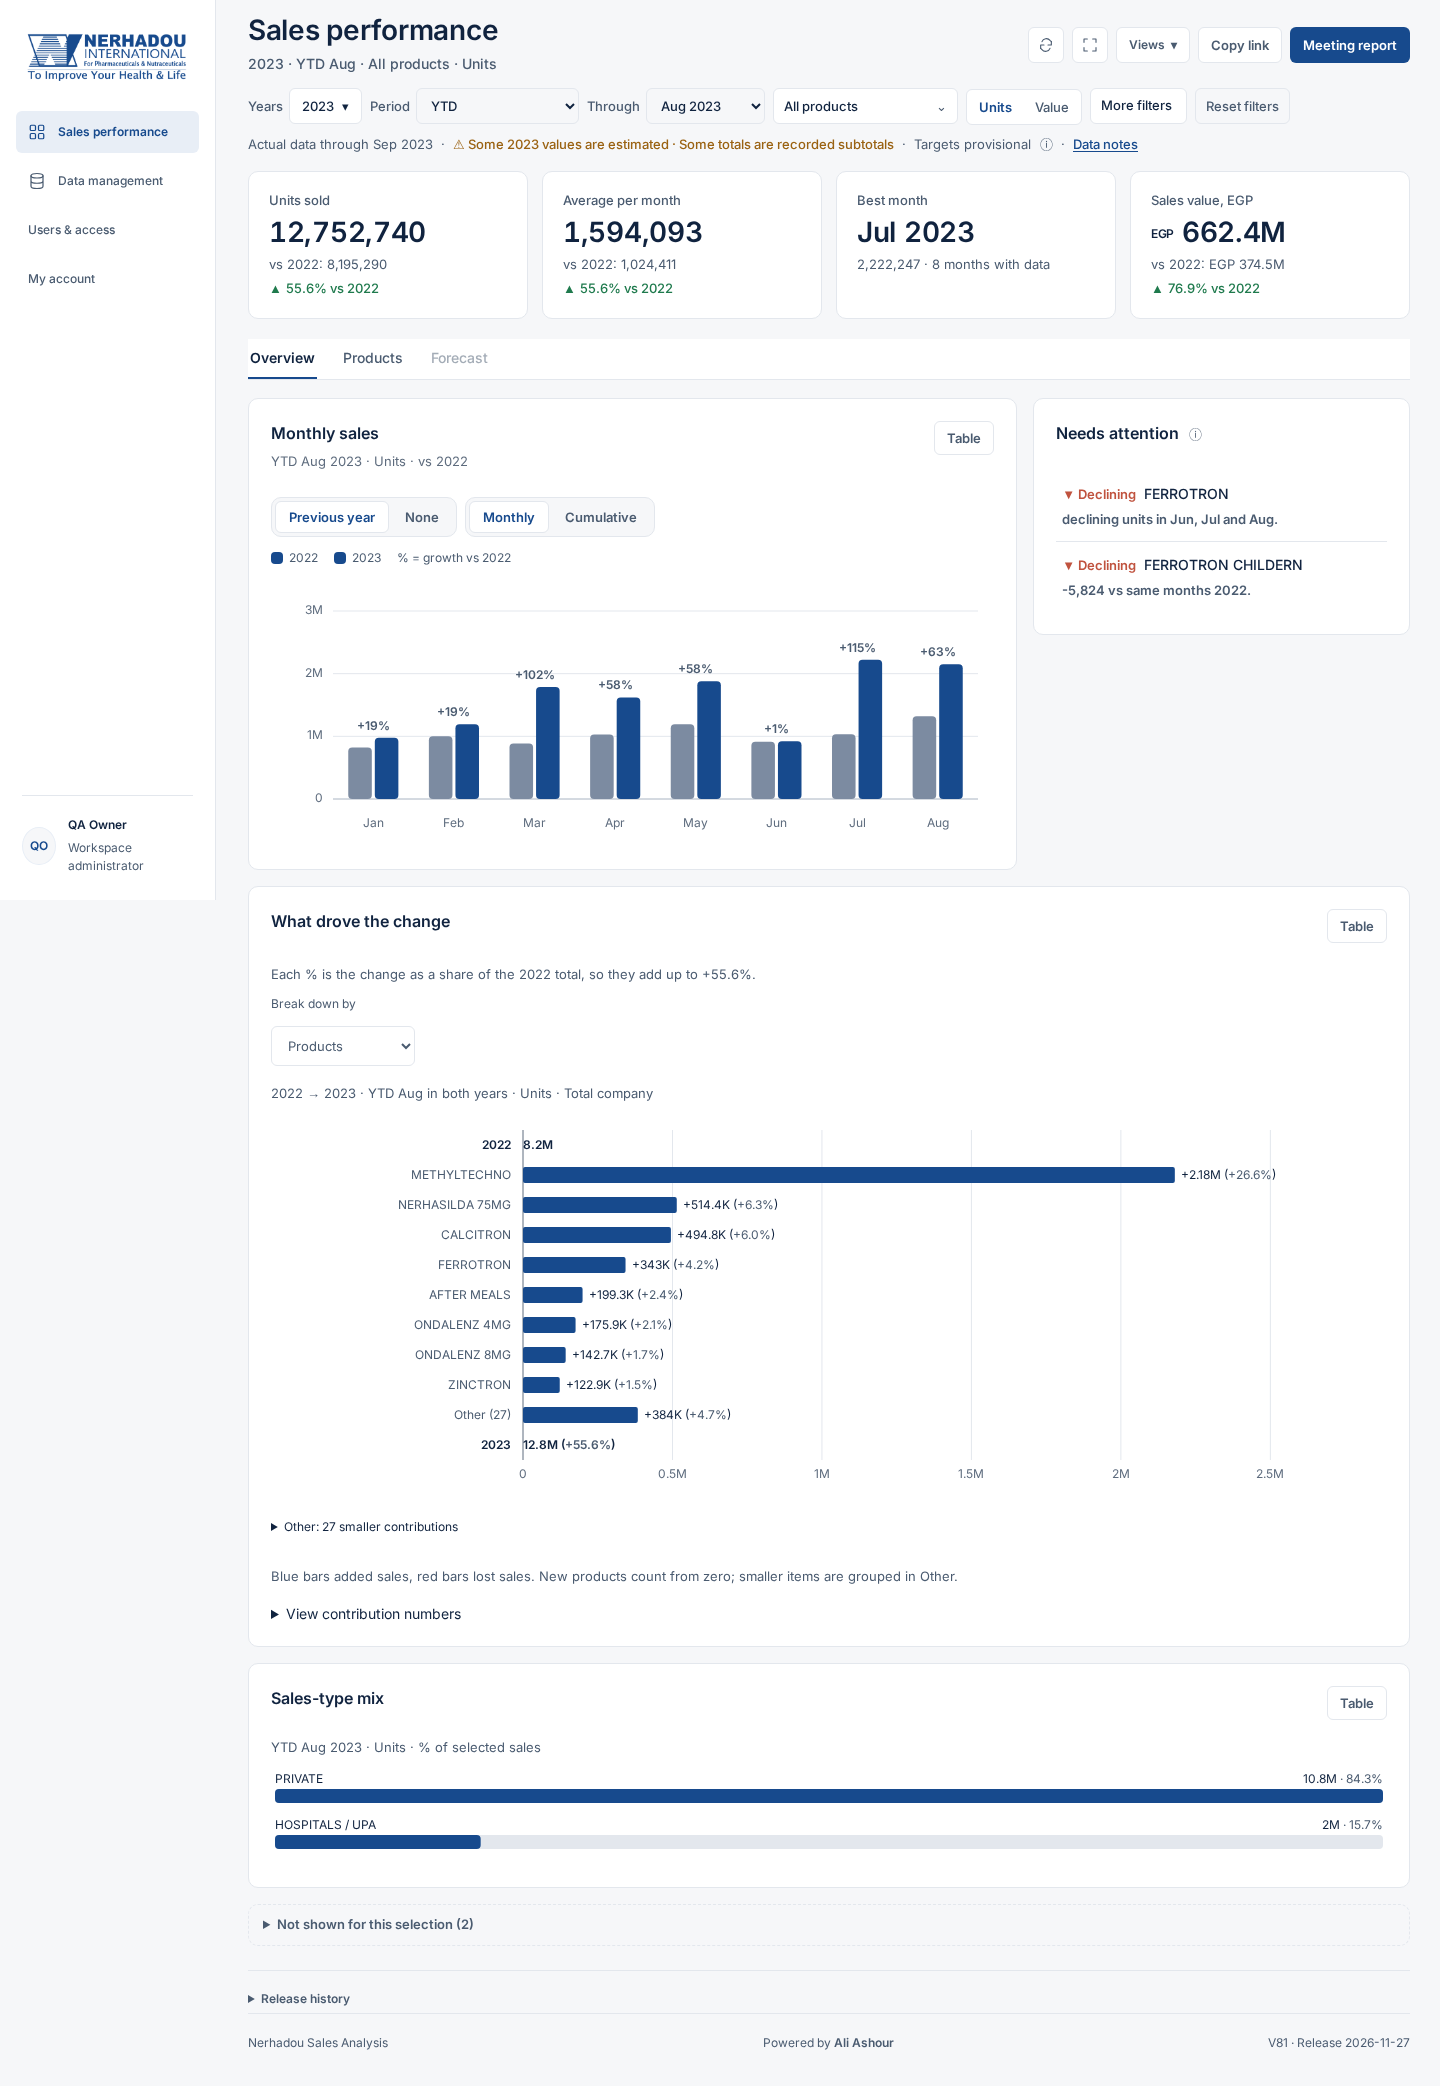 NERHADOU
INTERNATIONAL
For Pharmaceuticals & Nutraceuticals
To Improve Your Health & Life
Sales performance
Data management
Users & access
My account
QO
QA Owner
Workspace
administrator
Sales performance
2023 · YTD Aug · All products · Units
Views ▾
Copy link
Meeting report
Years 2023 ▾ Period YTD Through Aug 2023 All products Units Value More filters Reset filters
Actual data through Sep 2023 · ⚠ Some 2023 values are estimated · Some totals are recorded subtotals · Targets provisional ⓘ · Data notes
Units sold
12,752,740
vs 2022: 8,195,290
▲ 55.6% vs 2022
Average per month
1,594,093
vs 2022: 1,024,411
▲ 55.6% vs 2022
Best month
Jul 2023
2,222,247 · 8 months with data
Sales value, EGP
EGP 662.4M
vs 2022: EGP 374.5M
▲ 76.9% vs 2022
Overview Products Forecast
Monthly sales
Table
YTD Aug 2023 · Units · vs 2022
Previous year None Monthly Cumulative
2022 2023 % = growth vs 2022
3M
2M
1M
0
+19%
+19%
+102%
+58%
+58%
+1%
+115%
+63%
Jan Feb Mar Apr May Jun Jul Aug
Needs attention ⓘ
▼ Declining FERROTRON
declining units in Jun, Jul and Aug.
▼ Declining FERROTRON CHILDERN
-5,824 vs same months 2022.
What drove the change
Table
Each % is the change as a share of the 2022 total, so they add up to +55.6%.
Break down by
Products
2022 → 2023 · YTD Aug in both years · Units · Total company
2022 8.2M
METHYLTECHNO +2.18M (+26.6%)
NERHASILDA 75MG +514.4K (+6.3%)
CALCITRON +494.8K (+6.0%)
FERROTRON +343K (+4.2%)
AFTER MEALS +199.3K (+2.4%)
ONDALENZ 4MG +175.9K (+2.1%)
ONDALENZ 8MG +142.7K (+1.7%)
ZINCTRON +122.9K (+1.5%)
Other (27) +384K (+4.7%)
2023 12.8M (+55.6%)
0 0.5M 1M 1.5M 2M 2.5M
▶ Other: 27 smaller contributions
Blue bars added sales, red bars lost sales. New products count from zero; smaller items are grouped in Other.
▶ View contribution numbers
Sales-type mix
Table
YTD Aug 2023 · Units · % of selected sales
PRIVATE 10.8M · 84.3%
HOSPITALS / UPA 2M · 15.7%
▶ Not shown for this selection (2)
▶ Release history
Nerhadou Sales Analysis
Powered by Ali Ashour
V81 · Release 2026-11-27